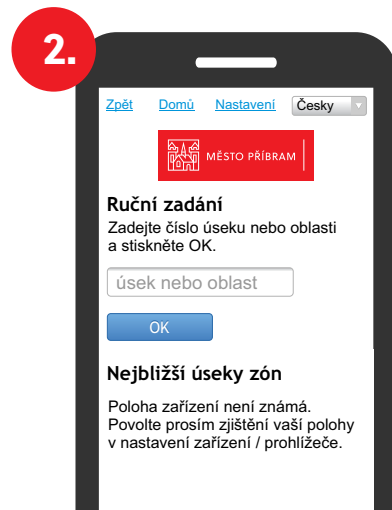 2.
Zpět Domů Nastavení Česky
MĚSTO PŘÍBRAM
Ruční zadání
Zadejte číslo úseku nebo oblasti
a stiskněte OK.
úsek nebo oblast
OK
Nejbližší úseky zón
Poloha zařízení není známá.
Povolte prosím zjištění vaší polohy
v nastavení zařízení / prohlížeče.